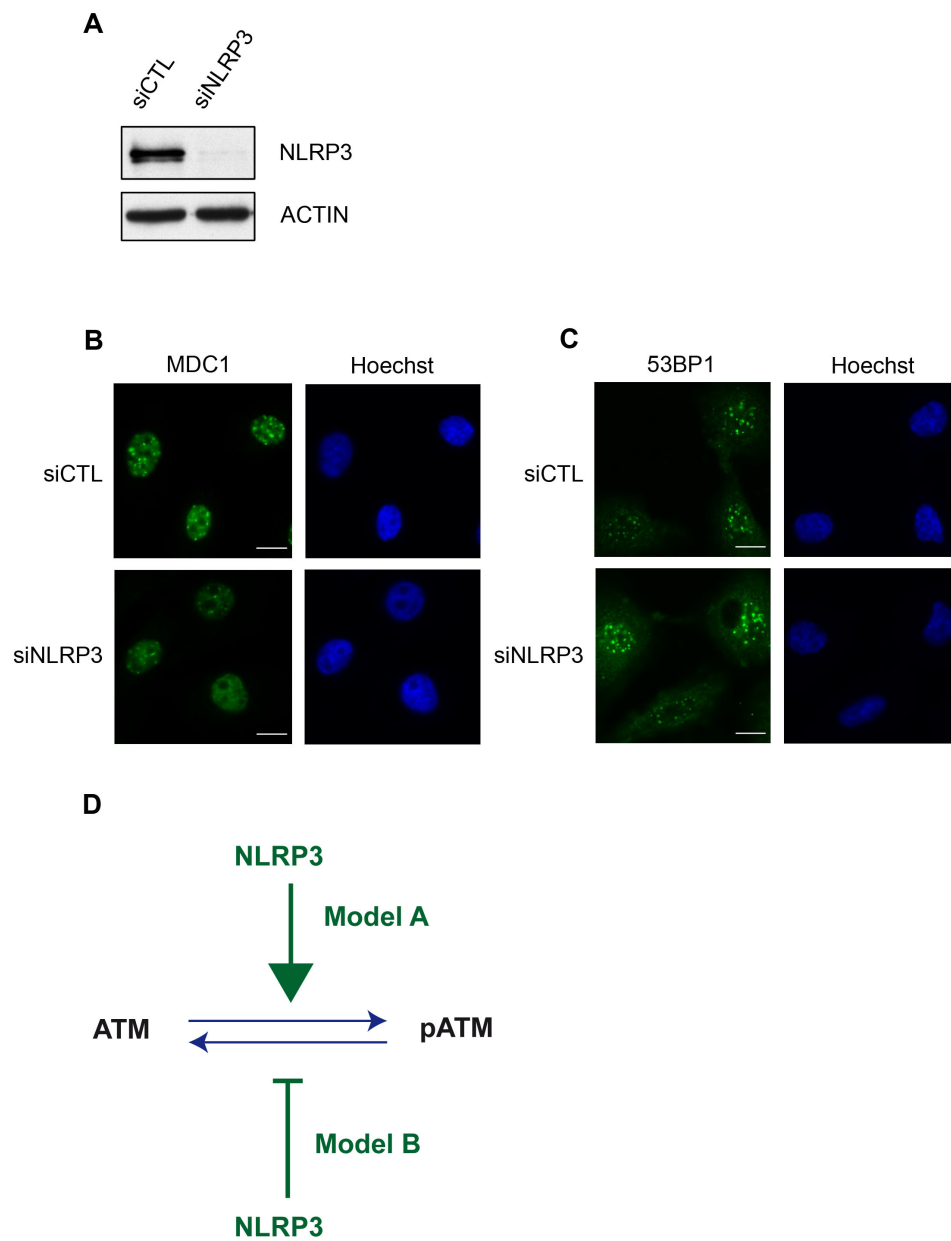 A
siCTL
siNLRP3
NLRP3
ACTIN
B
MDC1
Hoechst
siCTL
siNLRP3
C
53BP1
Hoechst
siCTL
siNLRP3
D
NLRP3
Model A
ATM
pATM
Model B
NLRP3